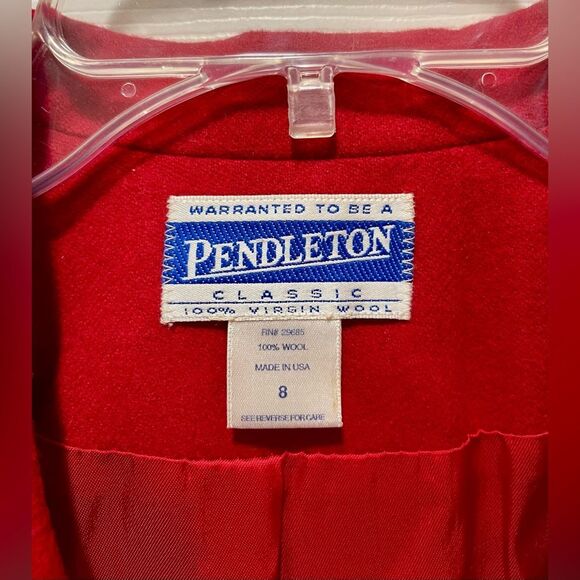 WARRANTED TO BE A
PENDLETON
CLASSIC
100% VIRGIN WOOL
RN# 29685
100% WOOL
MADE IN USA
8
SEE REVERSE FOR CARE